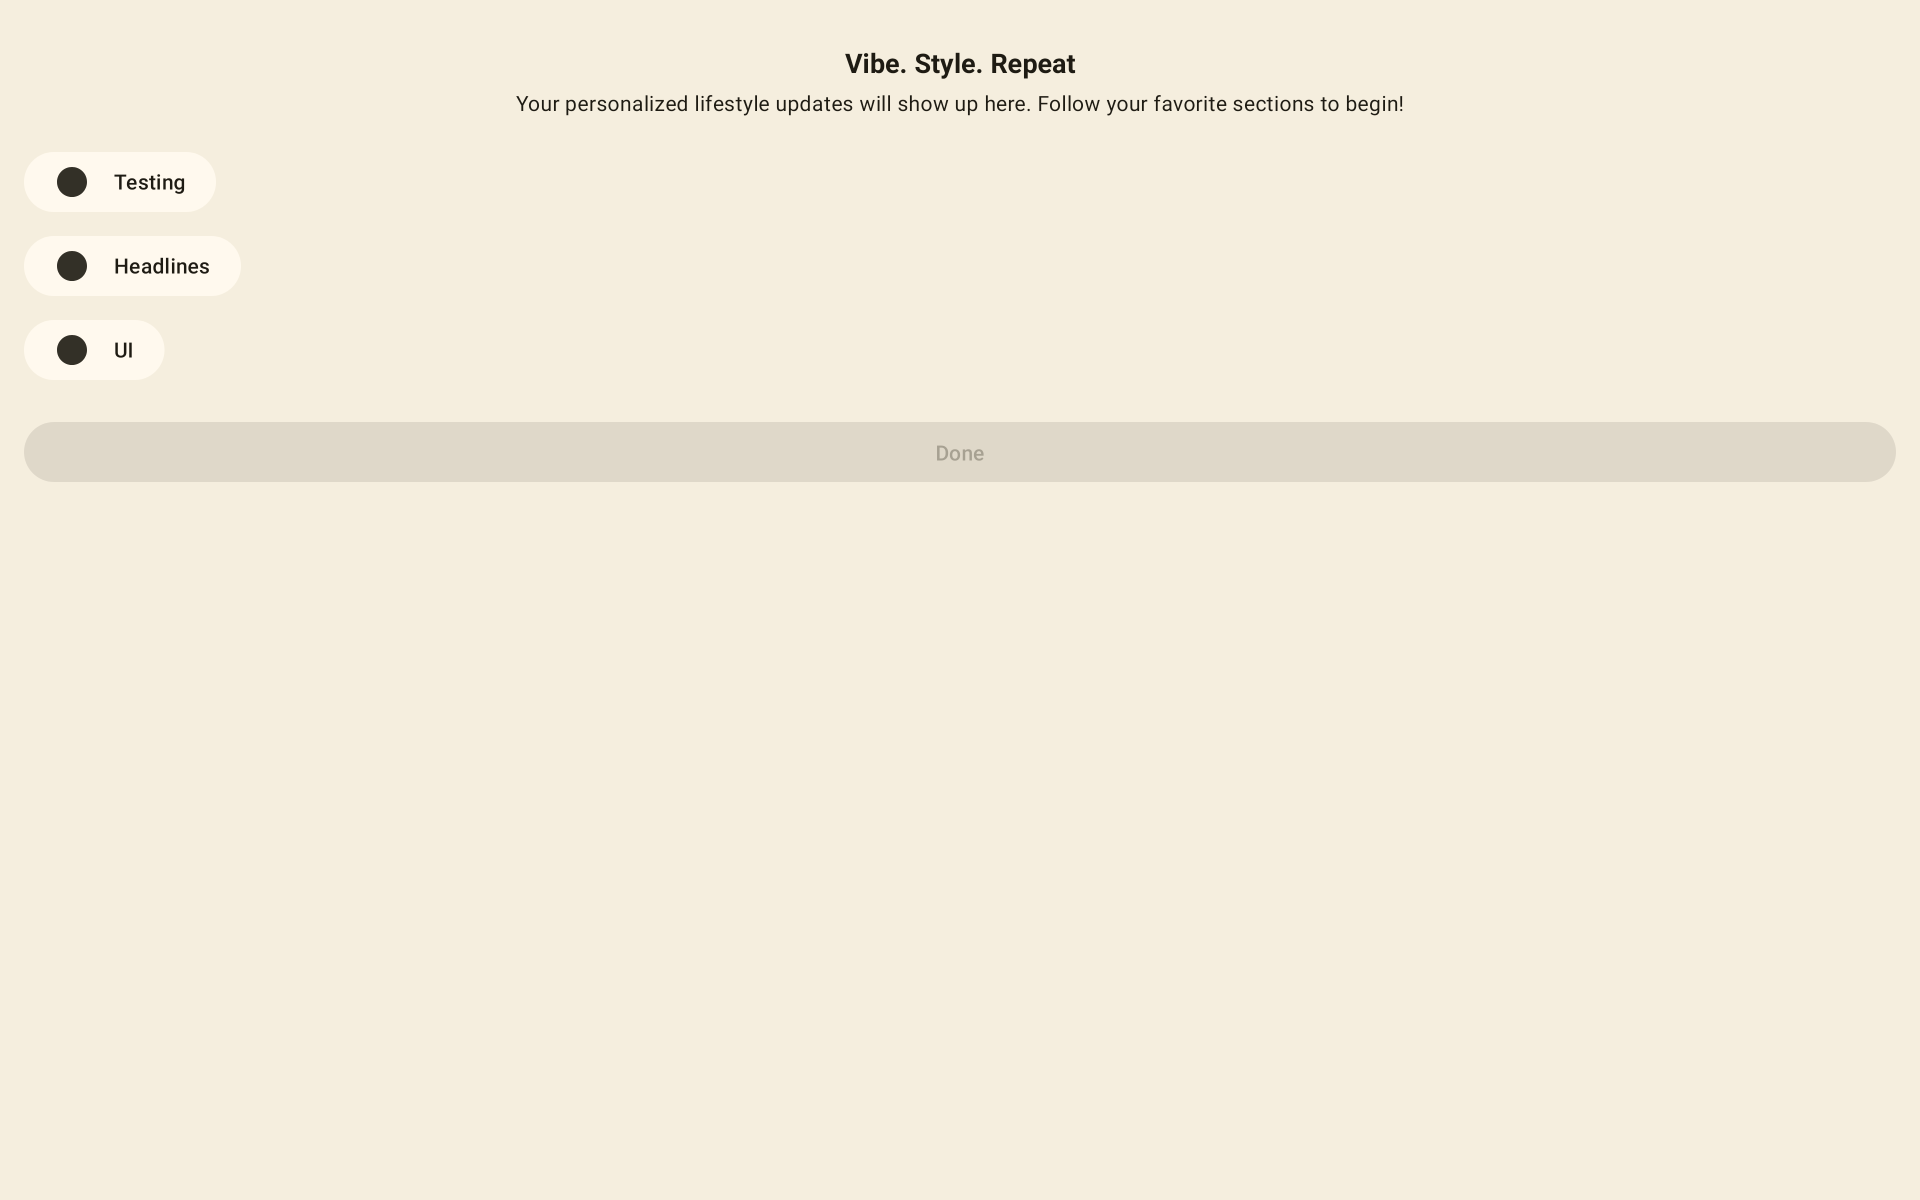 Vibe. Style. Repeat
Your personalized lifestyle updates will show up here. Follow your favorite sections to begin!
Testing
Headlines
UI
Done